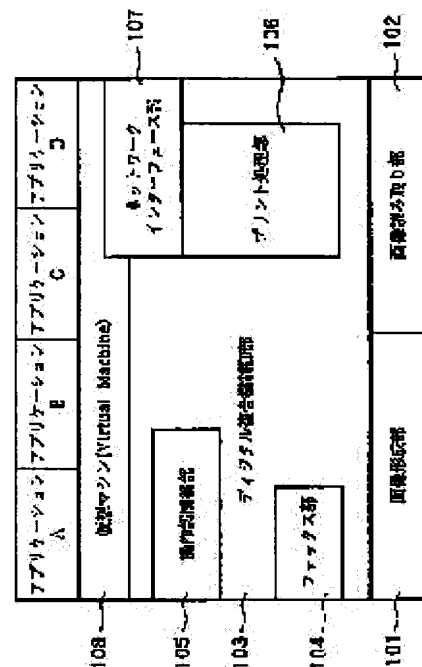 アプリケーション
A
アプリケーション
B
アプリケーション
C
アプリケーション
D
仮想マシン(Virtual Machine)
ネットワーク
インターフェース部
プリント処理部
操作部制御部
ディジタル複合機制御部
ファックス部
画像形成部
画像読み取り部
108
105
103
104
101
107
106
102